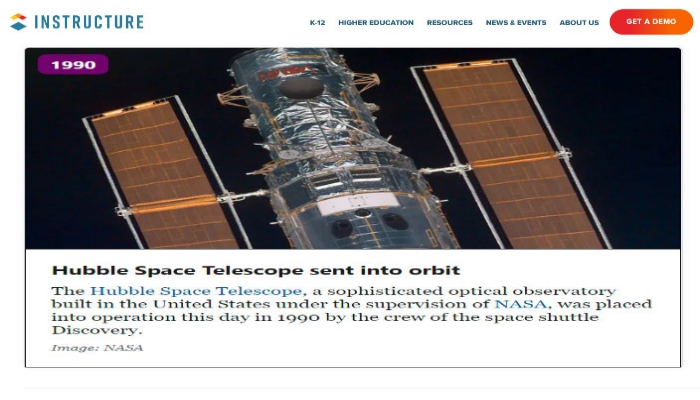 INSTRUCTURE
K-12 HIGHER EDUCATION RESOURCES NEWS & EVENTS ABOUT US GET A DEMO
1990
Hubble Space Telescope sent into orbit
The Hubble Space Telescope, a sophisticated optical observatory
built in the United States under the supervision of NASA, was placed
into operation this day in 1990 by the crew of the space shuttle
Discovery.
Image: NASA